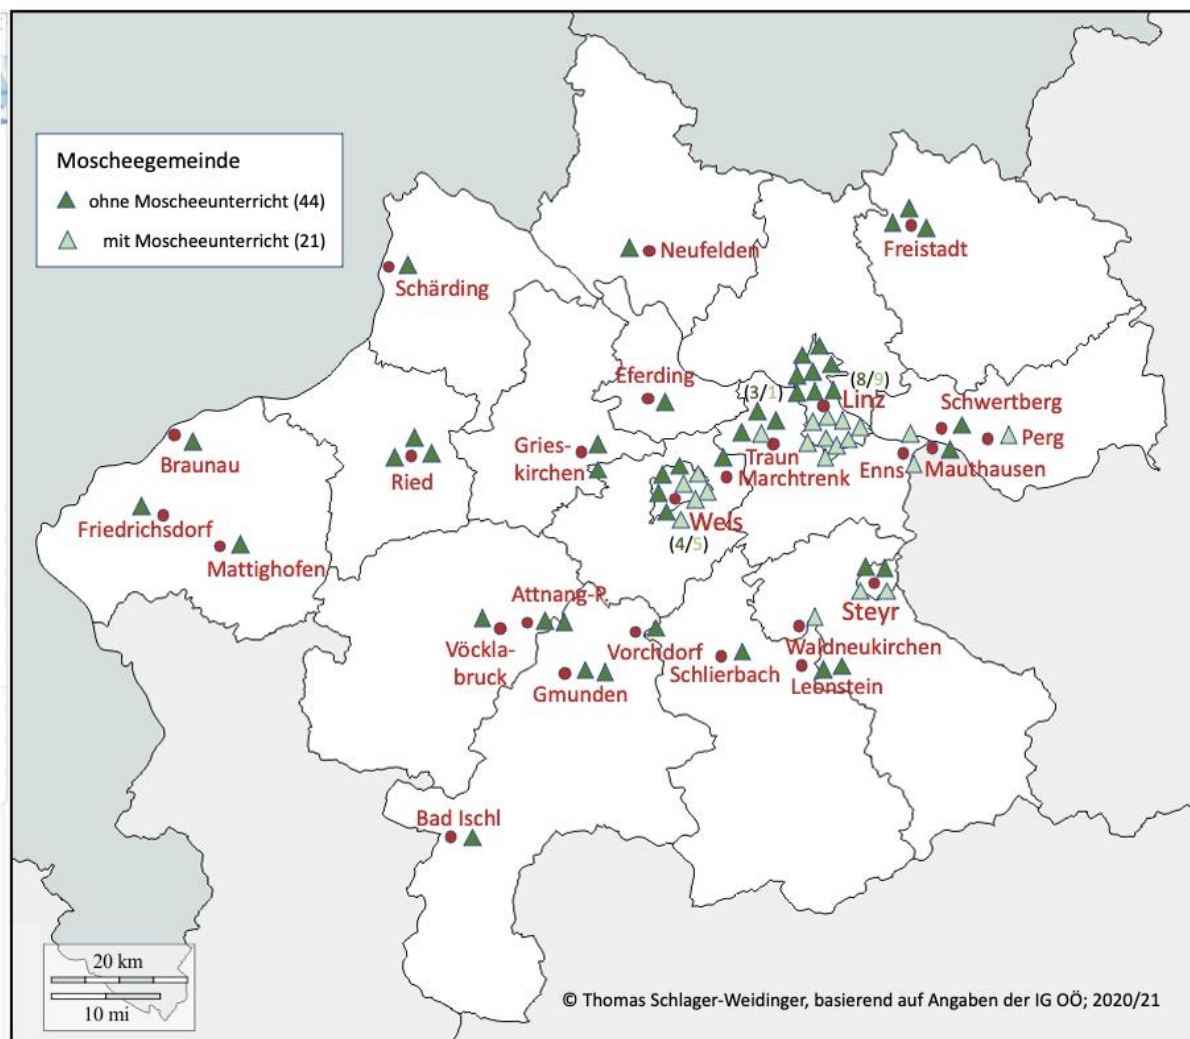 Moscheegemeinde
ohne Moscheeunterricht (44)
mit Moscheeunterricht (21)
Neufelden
Freistadt
Schärding
Eferding
(3/1)
(8/9)
Linz
Schwertberg
Perg
Braunau
Ried
Gries-
kirchen
Traun
Marchtrenk
Enns
Mauthausen
Wels
(4/5)
Friedrichsdorf
Mattighofen
Attnang-P.
Steyr
Vöckla-
bruck
Vorchdorf
Waldneukirchen
Schlierbach
Gmunden
Leonstein
Bad Ischl
20 km
10 mi
© Thomas Schlager-Weidinger, basierend auf Angaben der IG OÖ; 2020/21